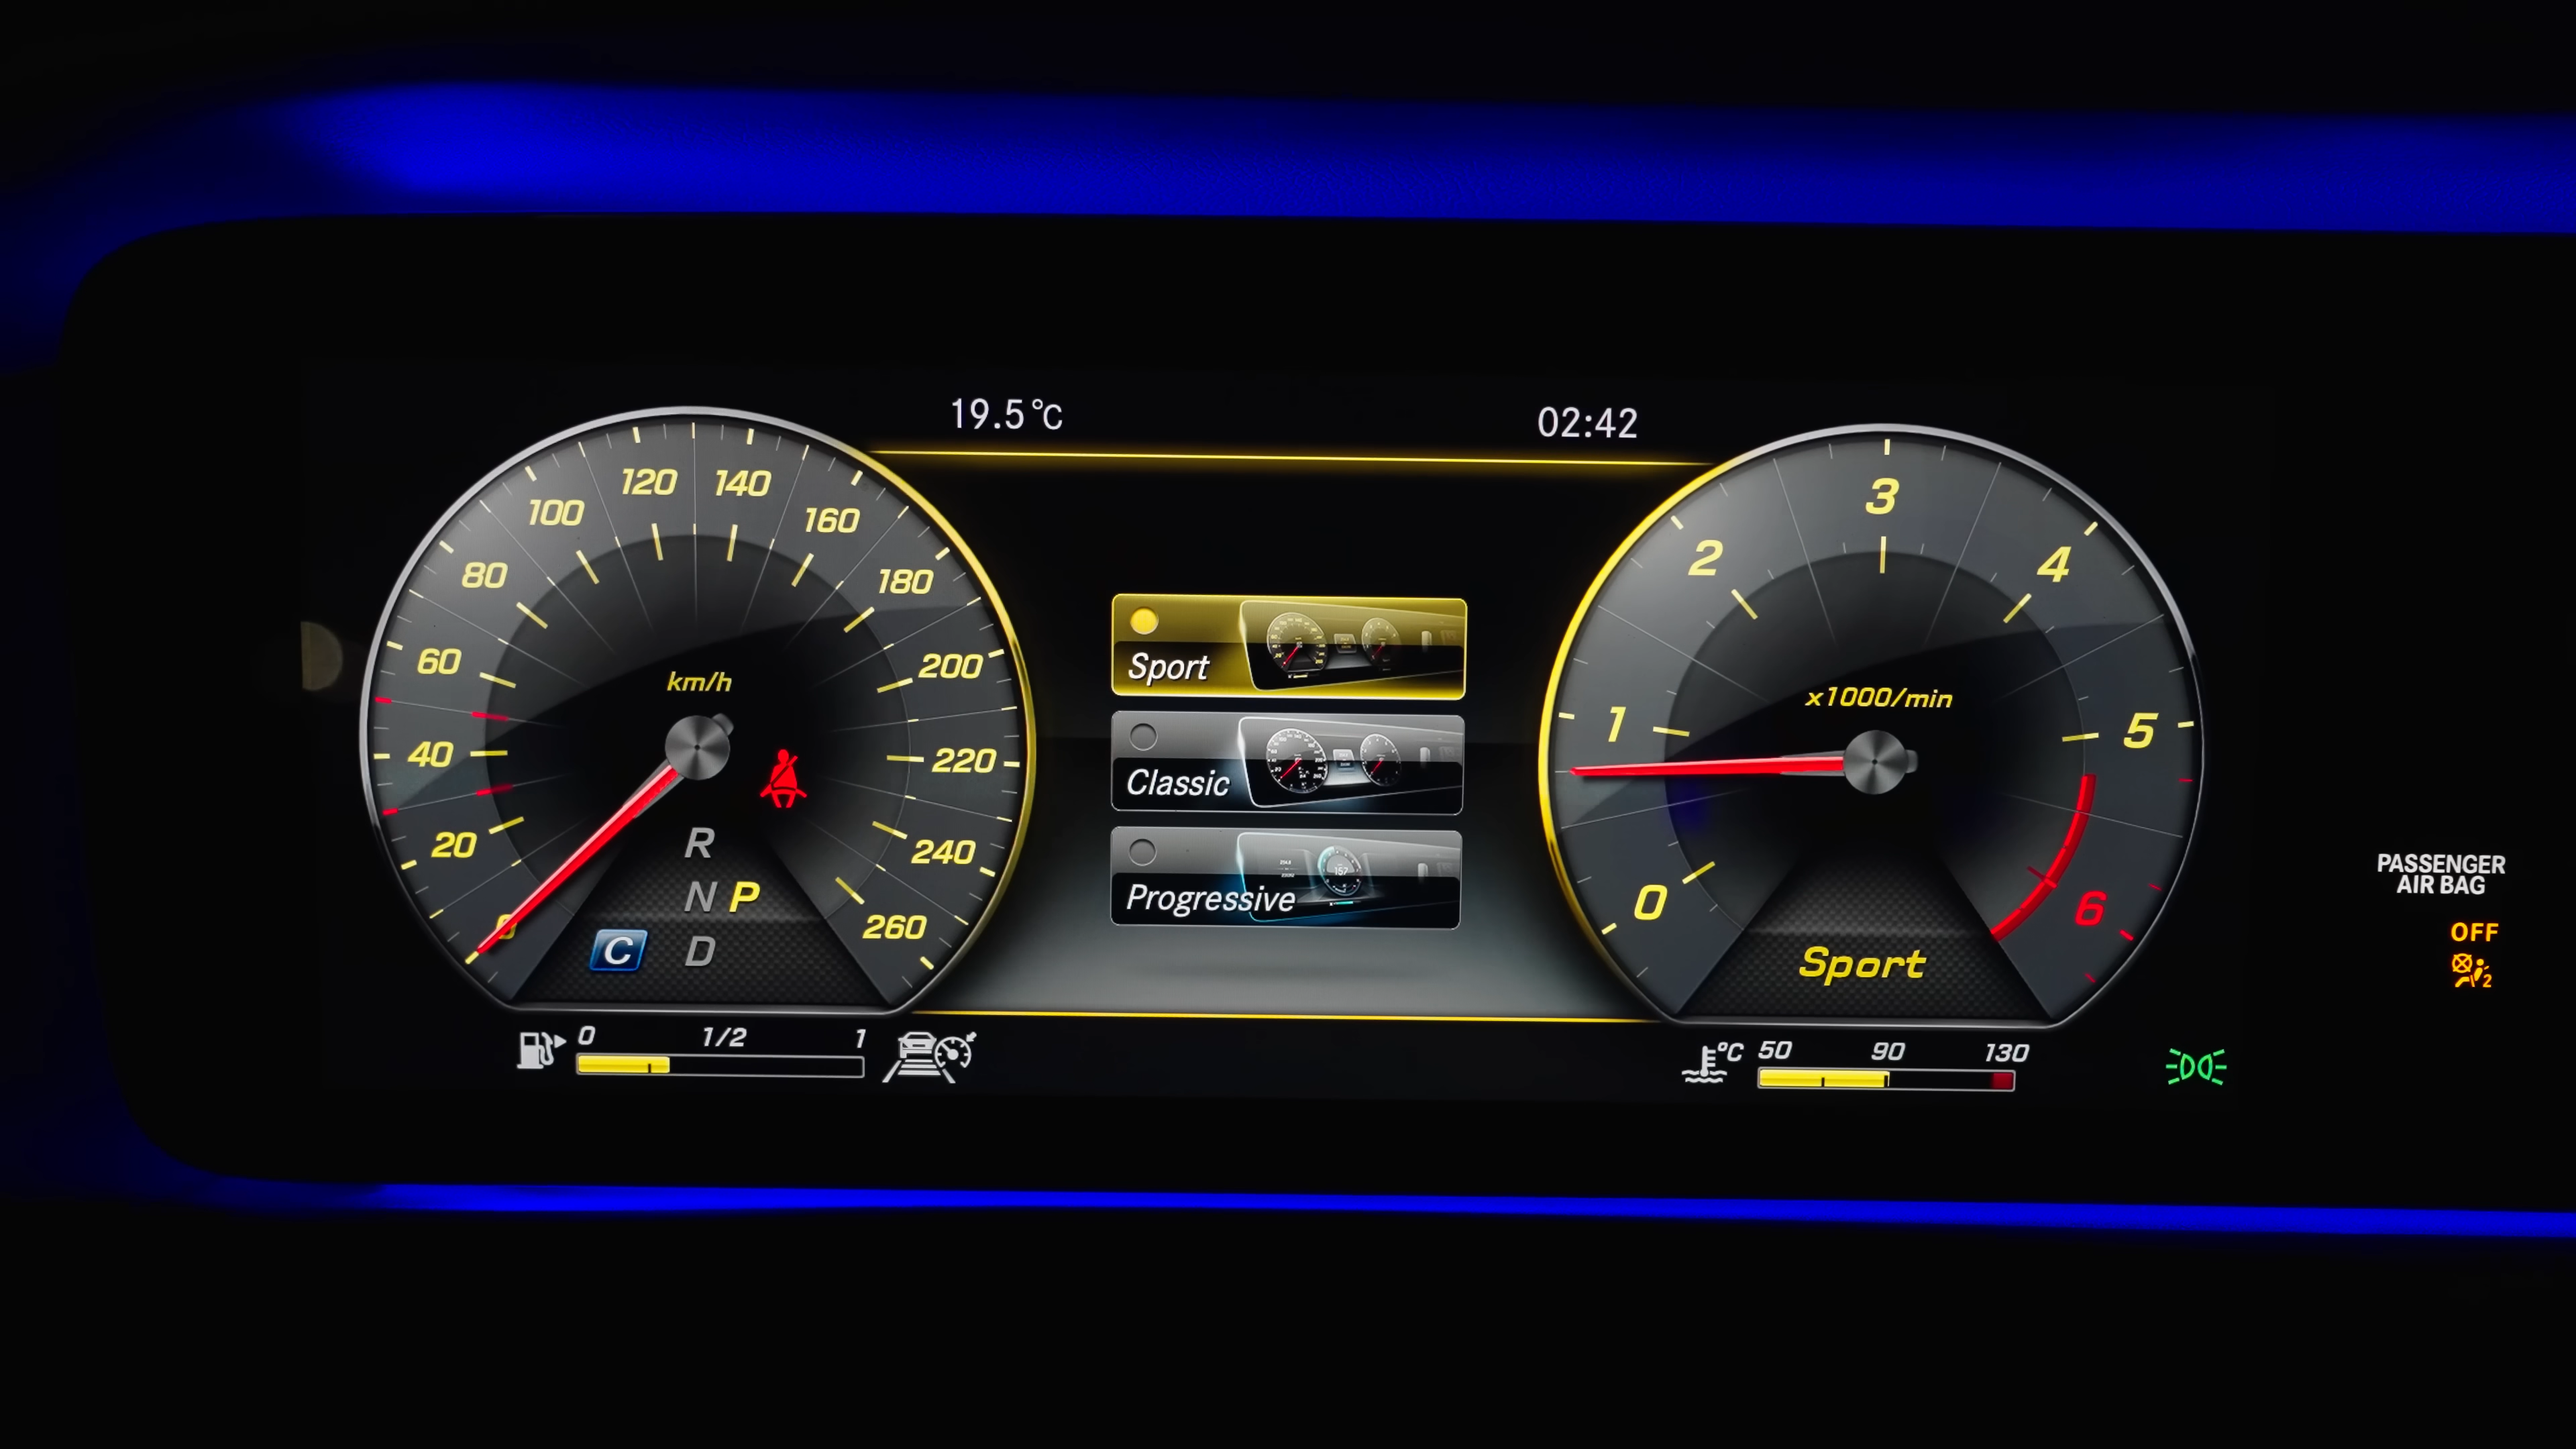 19.5°C
02:42
0
20
40
60
80
100
120
140
160
180
200
220
240
260
km/h
R
N P
C D
Sport
Classic
Progressive
0
1
2
3
4
5
6
x1000/min
Sport
0 1/2 1
°C 50 90 130
PASSENGER
AIR BAG
OFF
2